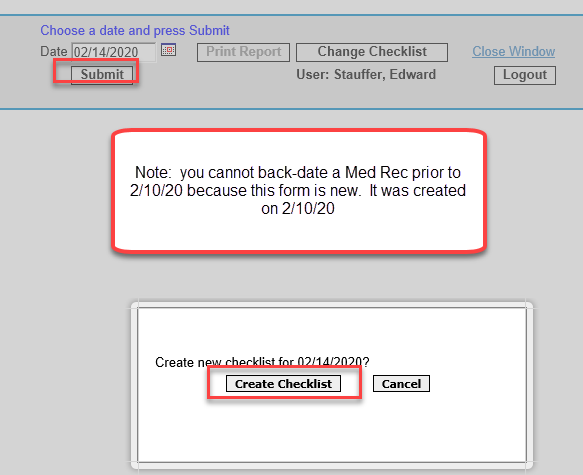 Choose a date and press Submit
Date 02/14/2020 Print Report Change Checklist Close Window
Submit User: Stauffer, Edward Logout
Note:  you cannot back-date a Med Rec prior to
2/10/20 because this form is new.  It was created
on 2/10/20
Create new checklist for 02/14/2020?
Create Checklist Cancel